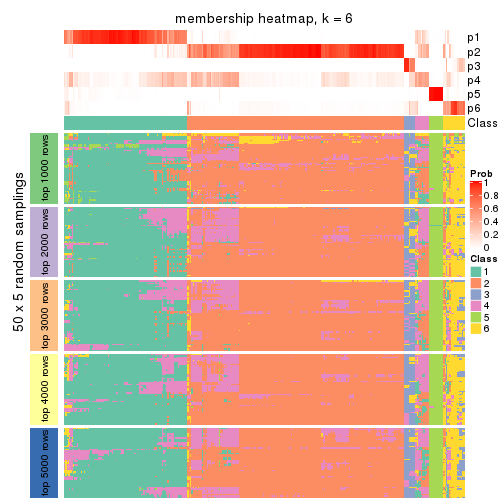 membership heatmap, k = 6
p1
p2
p3
p4
p5
p6
Class
50 x 5 random samplings
top 1000 rows
top 2000 rows
top 3000 rows
top 4000 rows
top 5000 rows
Prob
1
0.8
0.6
0.4
0.2
0
Class
1
2
3
4
5
6